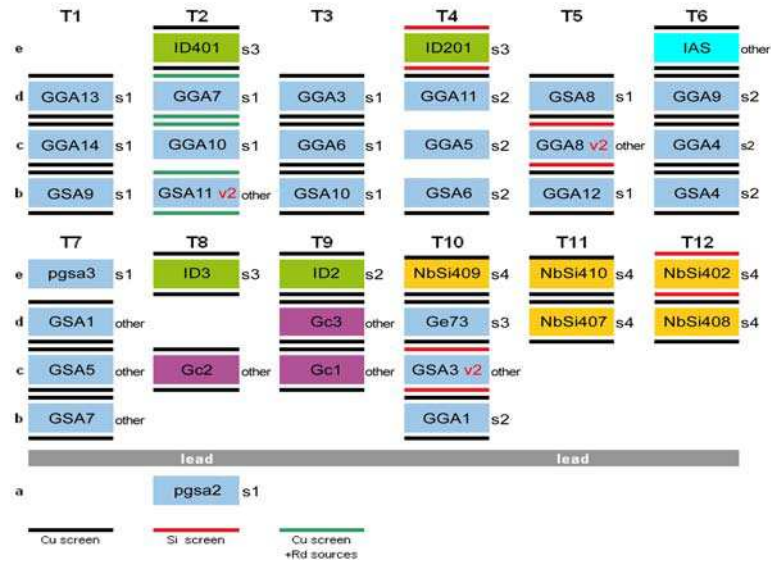 T1 T2 T3 T4 T5 T6
e ID401 s3 ID201 s3 IAS other
d GGA13 s1 GGA7 s1 GGA3 s1 GGA11 s2 GSA8 s1 GGA9 s2
c GGA14 s1 GGA10 s1 GGA6 s1 GGA5 s2 GGA8 v2 other GGA4 s2
b GSA9 s1 GSA11 v2 other GSA10 s1 GSA6 s2 GGA12 s1 GSA4 s2
T7 T8 T9 T10 T11 T12
e pgsa3 s1 ID3 s3 ID2 s2 NbSi409 s4 NbSi410 s4 NbSi402 s4
d GSA1 other Gc3 other Ge73 s3 NbSi407 s4 NbSi408 s4
c GSA5 other Gc2 other Gc1 other GSA3 v2 other
b GSA7 other GGA1 s2
lead lead
a pgsa2 s1
Cu screen Si screen Cu screen
+Rd sources